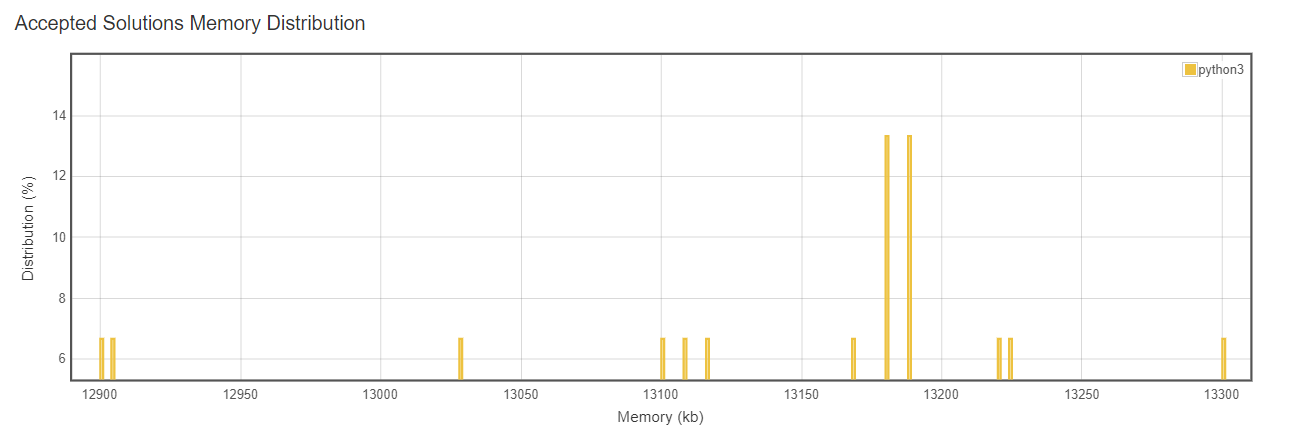 Accepted Solutions Memory Distribution
python3
14
12
10
8
6
Distribution (%)
12900 12950 13000 13050 13100 13150 13200 13250 13300
Memory (kb)